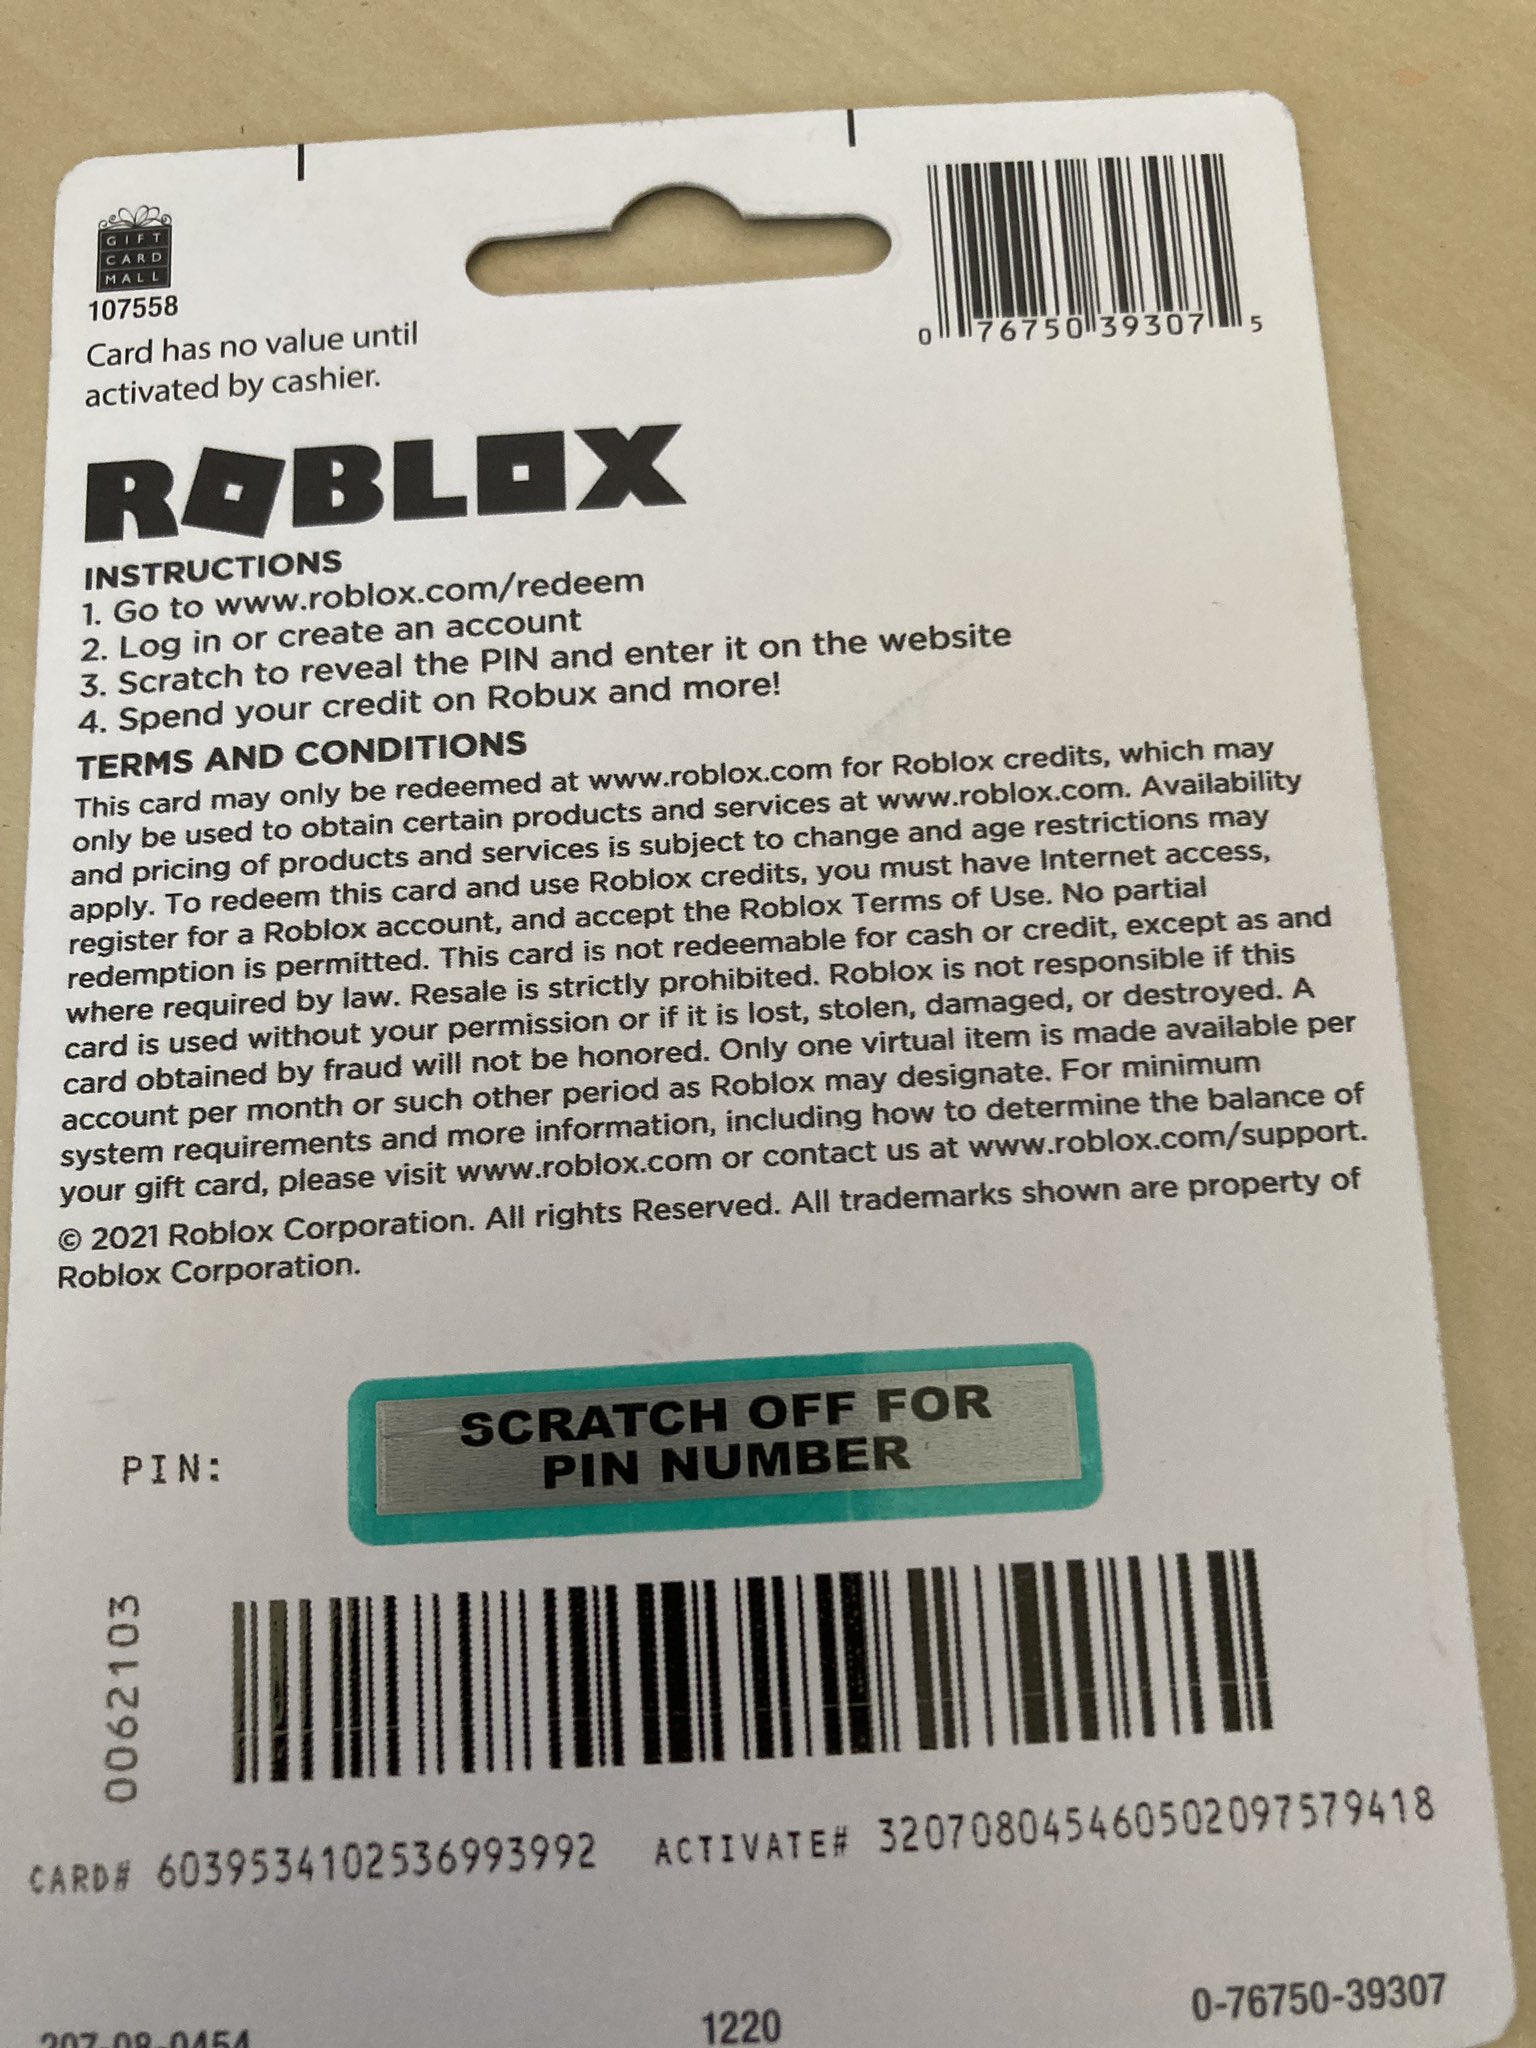 GIFT
CARD
MALL
107558
Card has no value until
activated by cashier.
0 76750 39307 5
ROBLOX
INSTRUCTIONS
1. Go to www.roblox.com/redeem
2. Log in or create an account
3. Scratch to reveal the PIN and enter it on the website
4. Spend your credit on Robux and more!
TERMS AND CONDITIONS
This card may only be redeemed at www.roblox.com for Roblox credits, which may
only be used to obtain certain products and services at www.roblox.com. Availability
and pricing of products and services is subject to change and age restrictions may
apply. To redeem this card and use Roblox credits, you must have Internet access,
register for a Roblox account, and accept the Roblox Terms of Use. No partial
redemption is permitted. This card is not redeemable for cash or credit, except as and
where required by law. Resale is strictly prohibited. Roblox is not responsible if this
card is used without your permission or if it is lost, stolen, damaged, or destroyed. A
card obtained by fraud will not be honored. Only one virtual item is made available per
account per month or such other period as Roblox may designate. For minimum
system requirements and more information, including how to determine the balance of
your gift card, please visit www.roblox.com or contact us at www.roblox.com/support.
© 2021 Roblox Corporation. All rights Reserved. All trademarks shown are property of
Roblox Corporation.
PIN:
SCRATCH OFF FOR
PIN NUMBER
0062103
CARD# 6039534102536993992 ACTIVATE# 320708045460502097579418
207-08-0454 1220 0-76750-39307